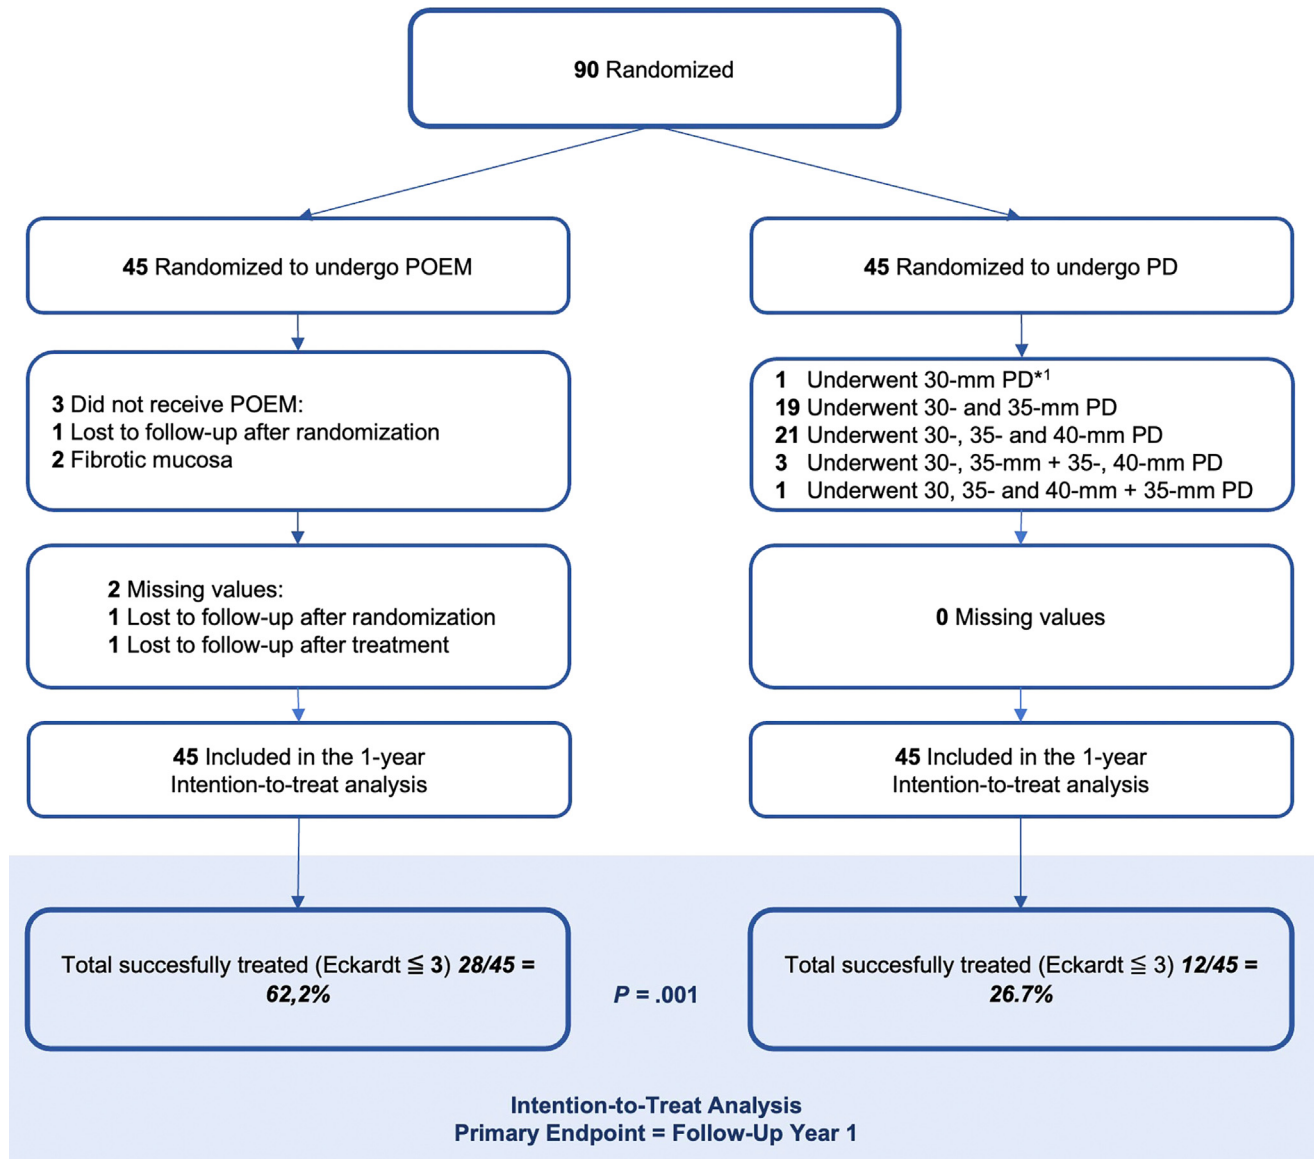 90 Randomized
45 Randomized to undergo POEM
45 Randomized to undergo PD
3 Did not receive POEM:
1 Lost to follow-up after randomization
2 Fibrotic mucosa
1 Underwent 30-mm PD*¹
19 Underwent 30- and 35-mm PD
21 Underwent 30-, 35- and 40-mm PD
3 Underwent 30-, 35-mm + 35-, 40-mm PD
1 Underwent 30, 35- and 40-mm + 35-mm PD
2 Missing values:
1 Lost to follow-up after randomization
1 Lost to follow-up after treatment
0 Missing values
45 Included in the 1-year
Intention-to-treat analysis
45 Included in the 1-year
Intention-to-treat analysis
Total succesfully treated (Eckardt ≦ 3) 28/45 =
62,2%
P = .001
Total succesfully treated (Eckardt ≦ 3) 12/45 =
26.7%
Intention-to-Treat Analysis
Primary Endpoint = Follow-Up Year 1